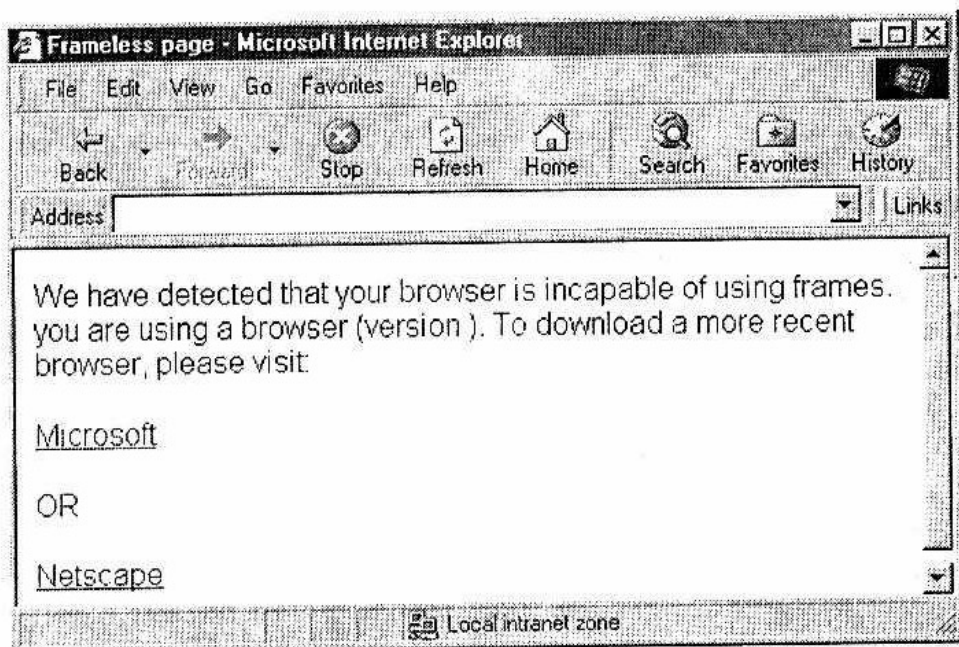 Frameless page - Microsoft Internet Explorer
File Edit View Go Favorites Help
Back Forward Stop Refresh Home Search Favorites History
Address Links
We have detected that your browser is incapable of using frames.
you are using a browser (version ). To download a more recent
browser, please visit:
Microsoft
OR
Netscape
Local intranet zone